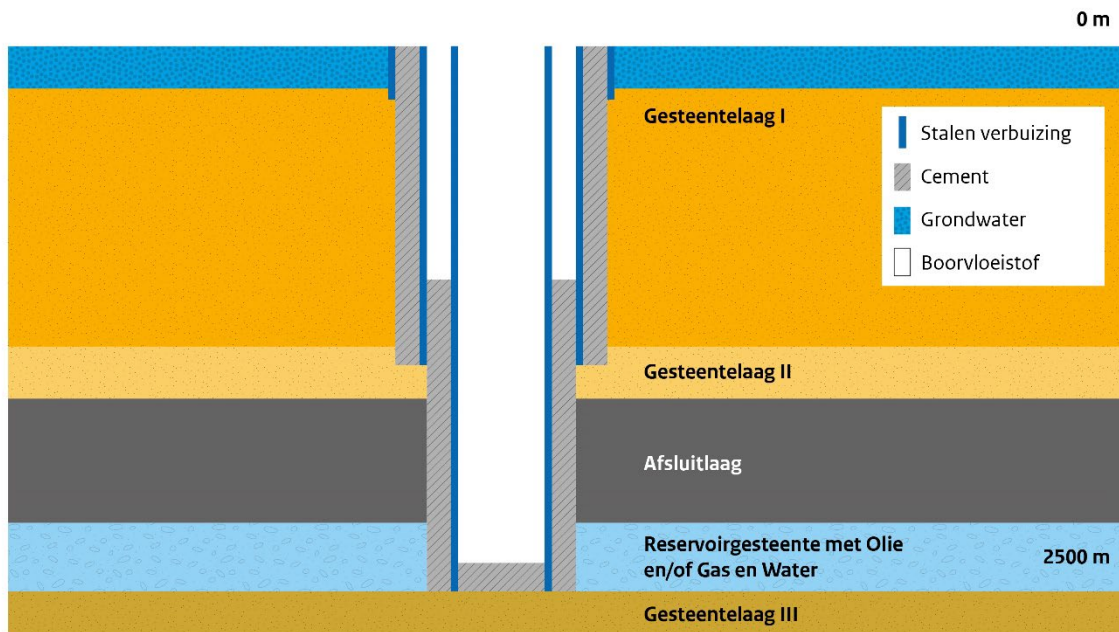 0 m
Gesteentelaag I
Stalen verbuizing
Cement
Grondwater
Boorvloeistof
Gesteentelaag II
Afsluitlaag
Reservoirgesteente met Olie
en/of Gas en Water
2500 m
Gesteentelaag III